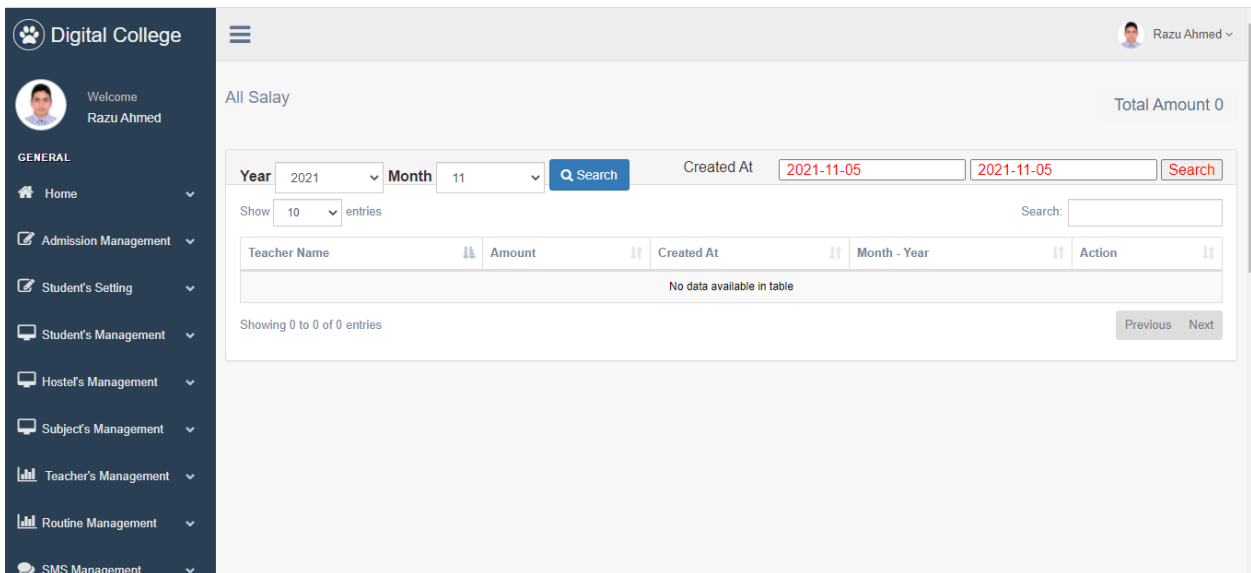 Digital College
Razu Ahmed
Welcome
Razu Ahmed
GENERAL
Home
Admission Management
Student's Setting
Student's Management
Hostel's Management
Subject's Management
Teacher's Management
Routine Management
SMS Management
All Salay
Total Amount 0
Year 2021 Month 11 Search Created At 2021-11-05 2021-11-05 Search
Show 10 entries Search:
Teacher Name Amount Created At Month - Year Action
No data available in table
Showing 0 to 0 of 0 entries Previous Next